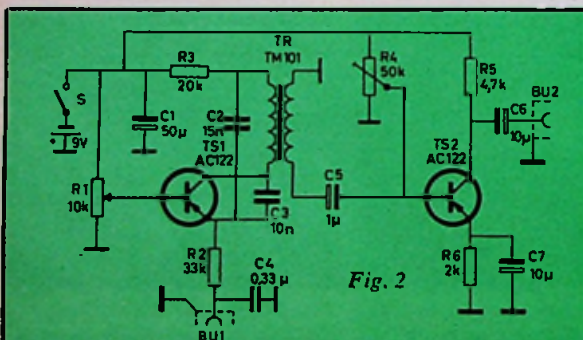 TR
TM101
R3
20k
R4
50k
R5
4,7k
BU2
C6
10µ
S
C1
50µ
C2
15n
9V
TS1
AC122
TS2
AC122
R1
10k
C5
1µ
C3
10n
R2
33k
C4
0,33 µ
Fig. 2
R6
2k
C7
10µ
BU1